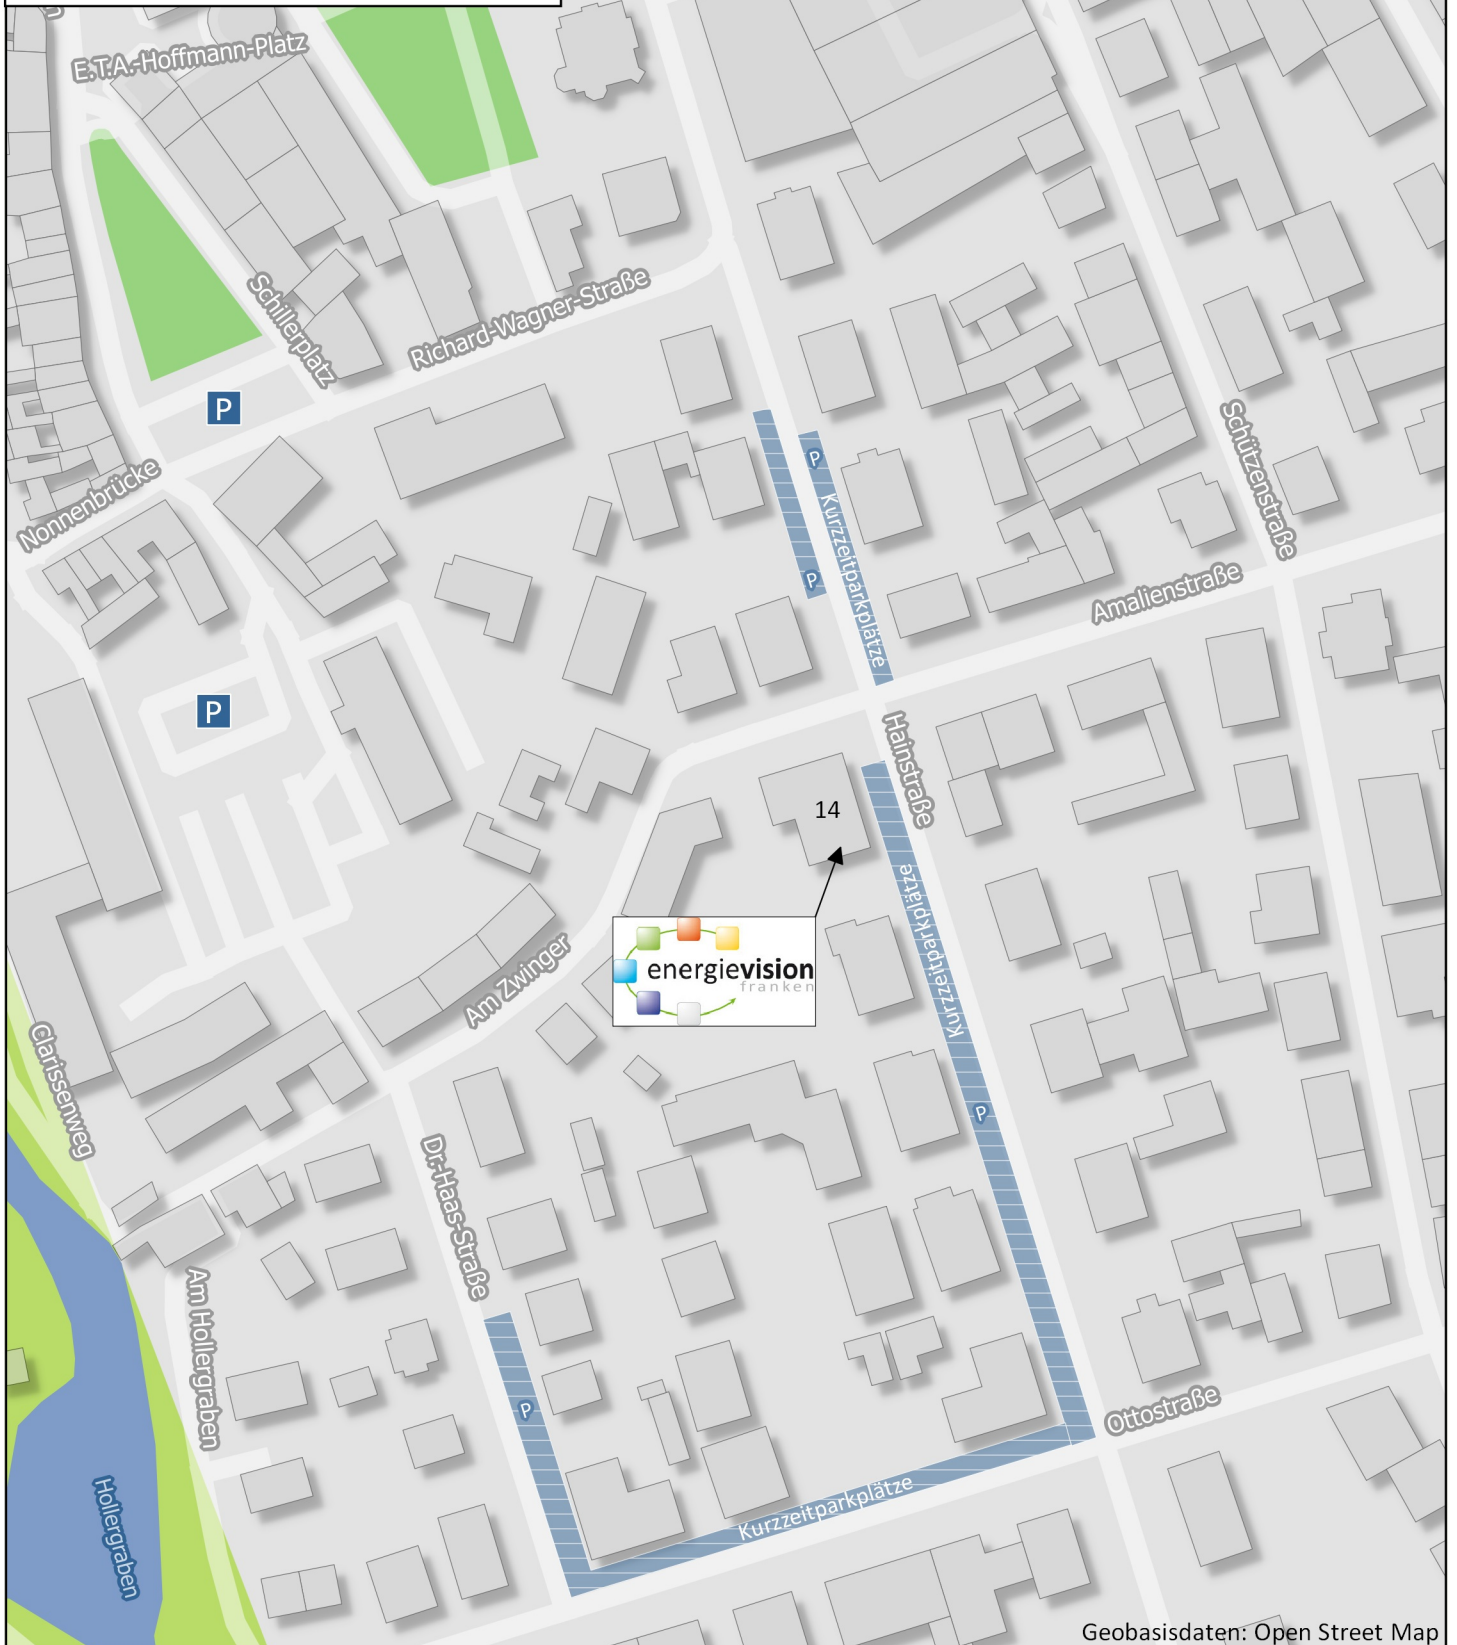 E.T.A.-Hoffmann-Platz
Schillerplatz
Richard-Wagner-Straße
P
Nonnenbrücke
P
Kurzzeitparkplätze
P
Schützenstraße
Amalienstraße
P
Hainstraße
14
Kurzzeitparkplätze
energievision
franken
Am Zwinger
Clarissenweg
P
Dr.-Haas-Straße
Am Hollergraben
P
Ottostraße
Hollergraben
Kurzzeitparkplätze
Geobasisdaten: Open Street Map